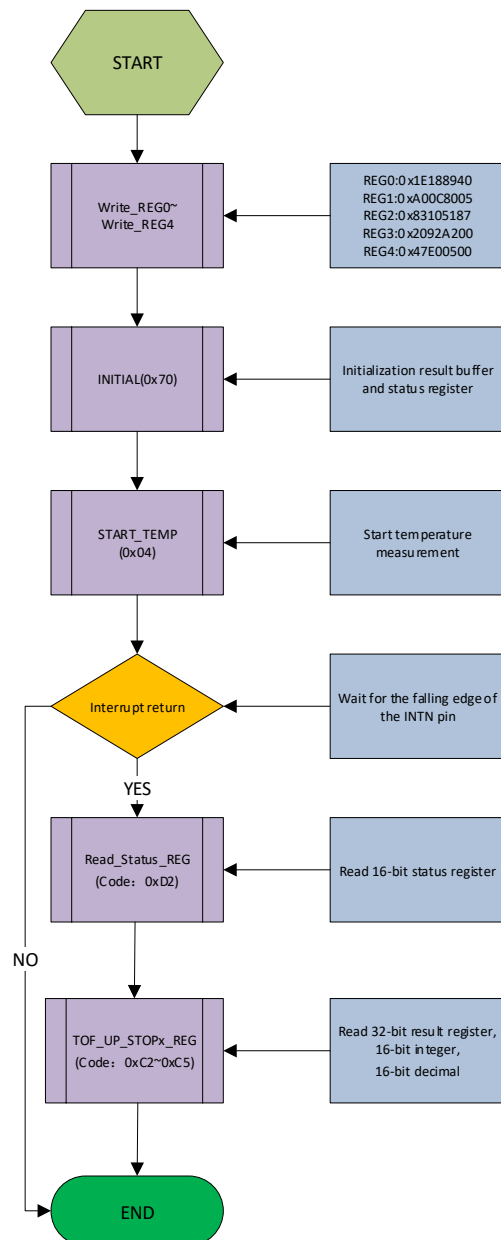 START
Write_REG0~
Write_REG4
REG0:0x1E188940
REG1:0xA00C8005
REG2:0x83105187
REG3:0x2092A200
REG4:0x47E00500
INITIAL(0x70)
Initialization result buffer
and status register
START_TEMP
(0x04)
Start temperature
measurement
Interrupt return
Wait for the falling edge of
the INTN pin
YES
Read_Status_REG
(Code：0xD2)
Read 16-bit status register
NO
TOF_UP_STOPx_REG
(Code：0xC2~0xC5)
Read 32-bit result register,
16-bit integer,
16-bit decimal
END